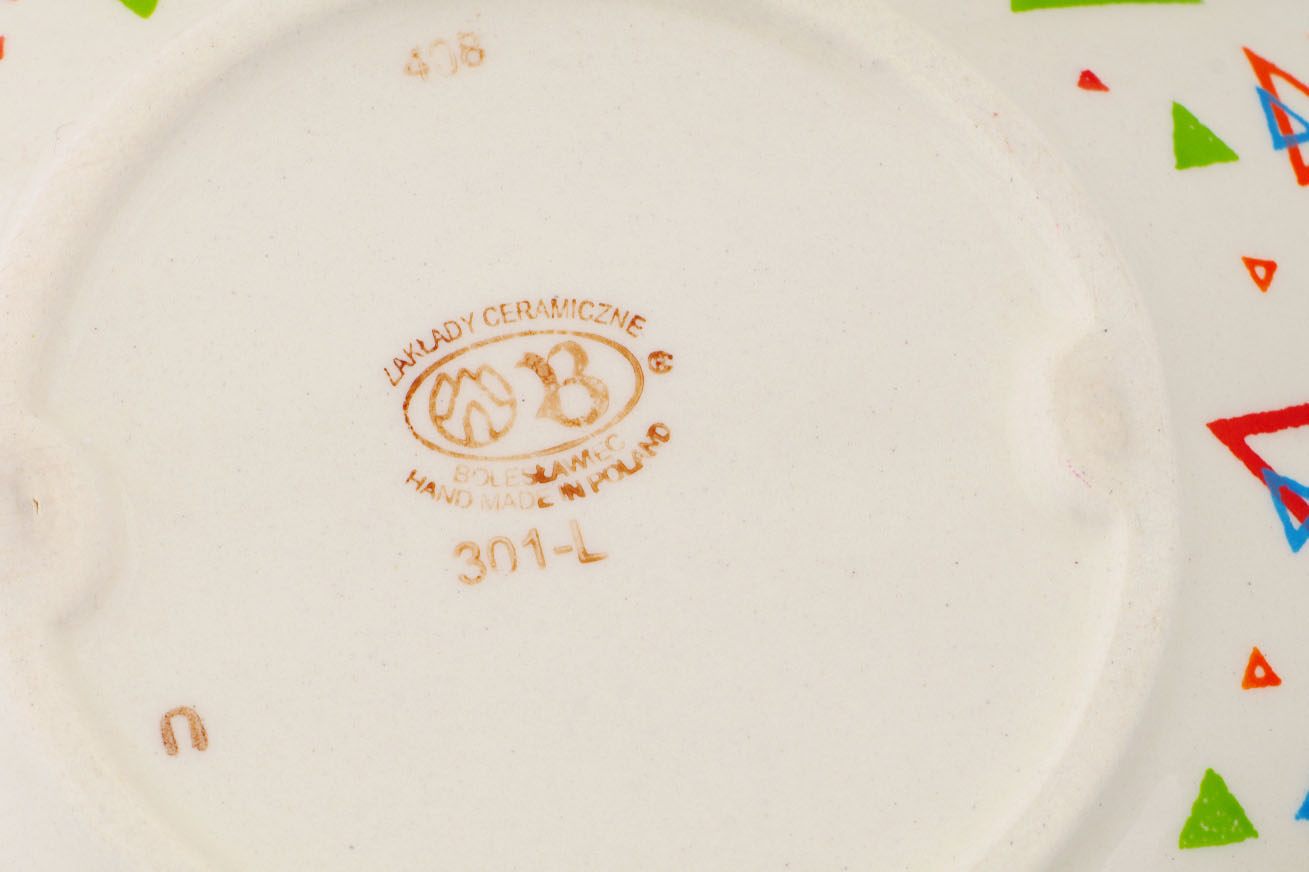 408
ZAKŁADY CERAMICZNE
B
BOLESŁAWIEC
HAND MADE IN POLAND
301-L
U